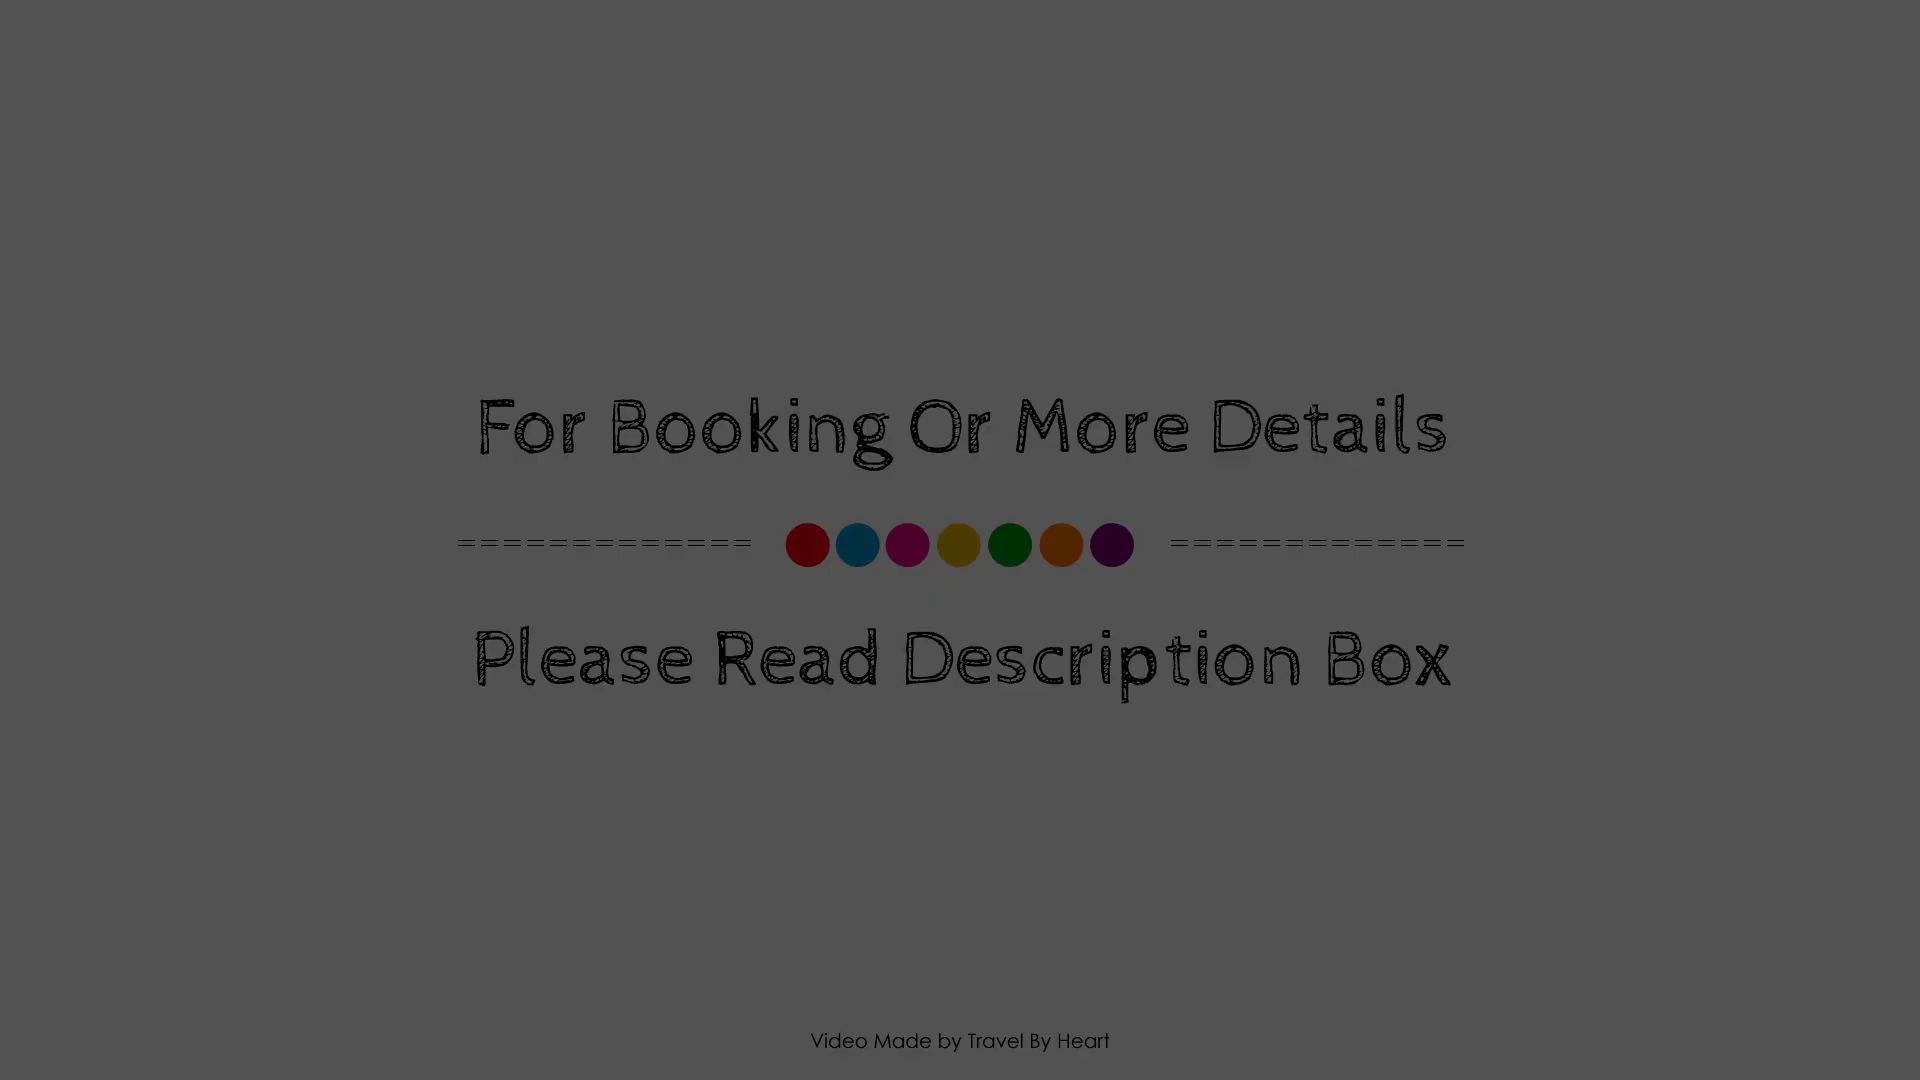 For Booking Or More Details
============= =============
Please Read Description Box
Video Made by Travel By Heart